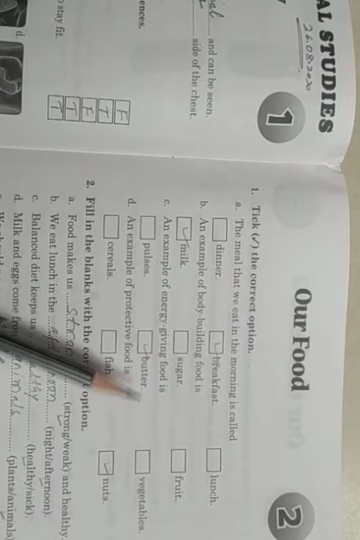 AL STUDIES
26.08.2020
1
and can be seen.
side of the chest.
ences.
F
T
F
T
T
o stay fit.
d.
Our Food
2
1. Tick (✓) the correct option.
a. The meal that we eat in the morning is called
dinner. breakfast. lunch.
b. An example of body-building food is
milk. sugar. fruit.
c. An example of energy-giving food is
pulses. butter. vegetables.
d. An example of protective food is
cereals. fish nuts.
2. Fill in the blanks with the option.
a. Food makes us (strong/weak) and healthy.
b. We eat lunch in the noon (night/afternoon).
c. Balanced diet keeps us (healthy/sick).
d. Milk and eggs come from animals (plants/animals)